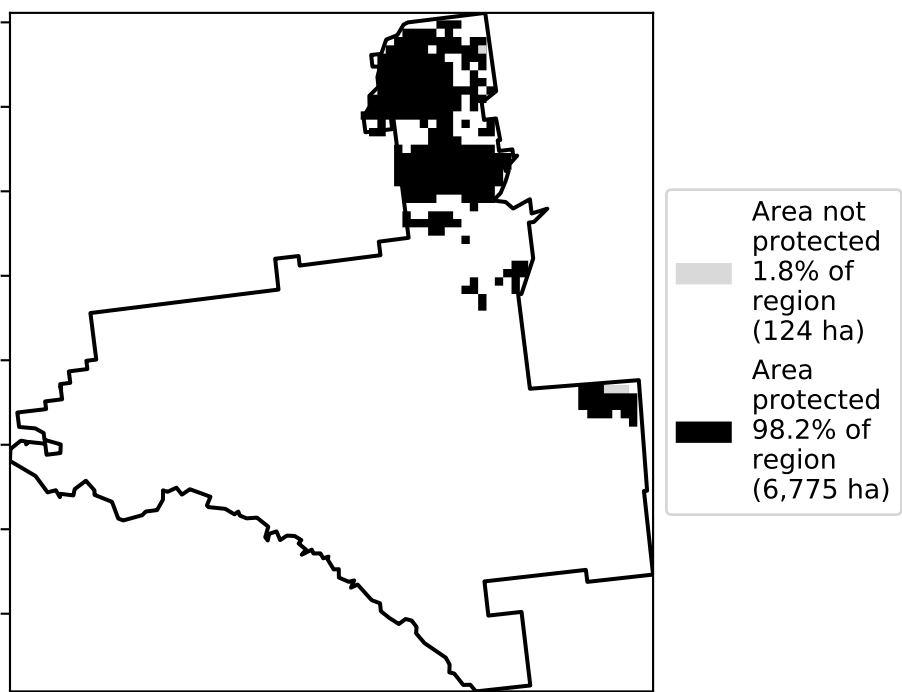 Area not
protected
1.8% of
region
(124 ha)
Area
protected
98.2% of
region
(6,775 ha)